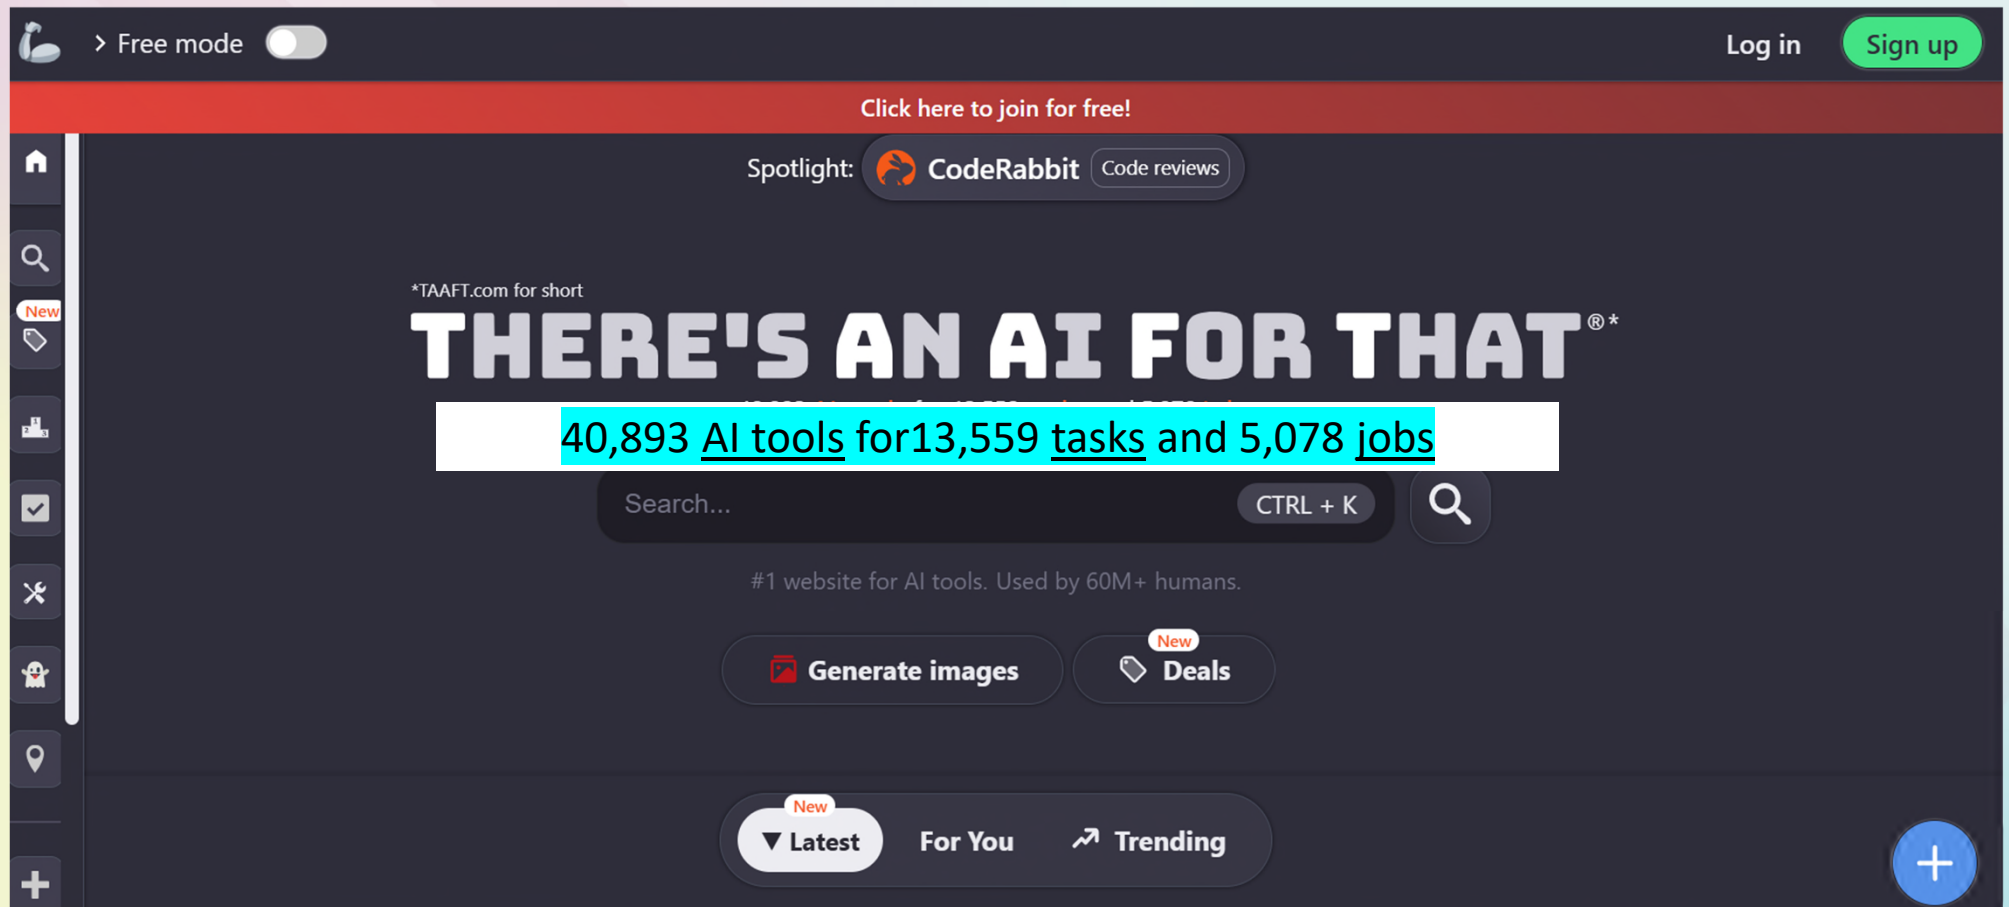 Free mode
Log in
Sign up
Click here to join for free!
Spotlight: CodeRabbit Code reviews
*TAAFT.com for short
THERE'S AN AI FOR THAT®*
40,893 AI tools for13,559 tasks and 5,078 jobs
Search...
CTRL + K
#1 website for AI tools. Used by 60M+ humans.
Generate images
New
Deals
New
New
▼ Latest
For You
Trending